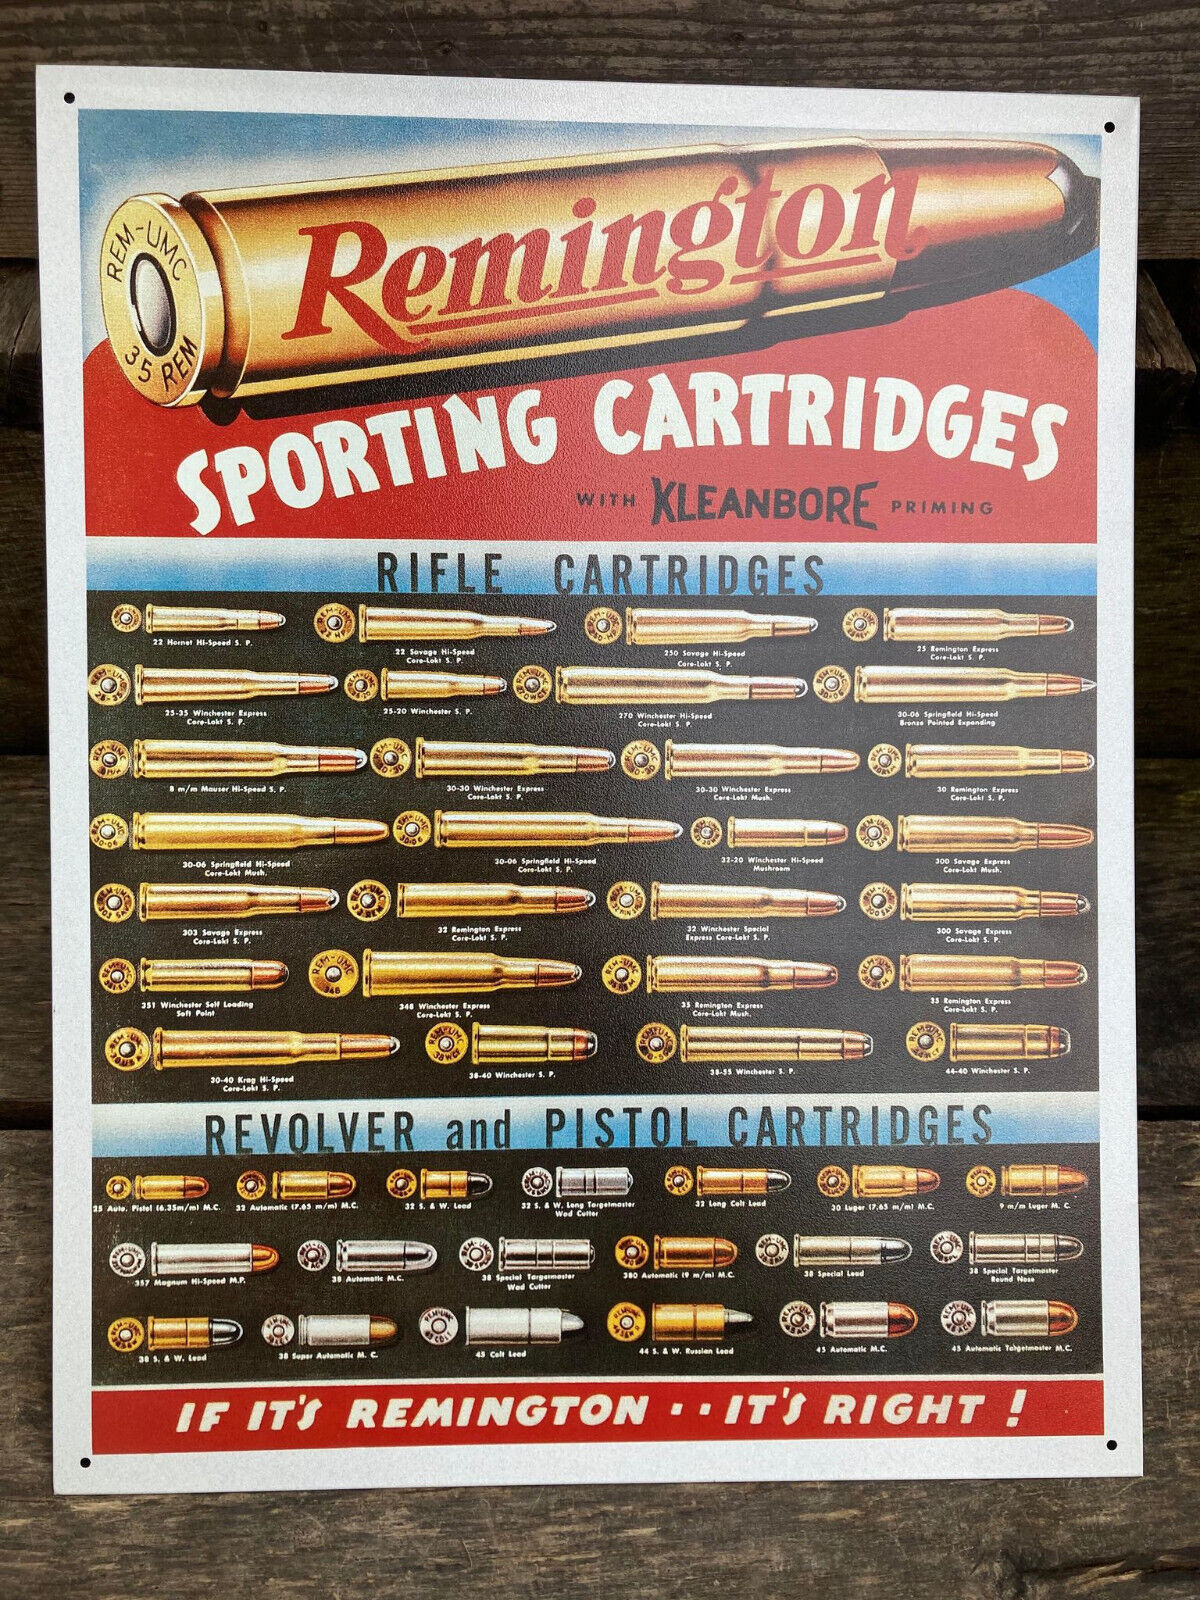 REM-UMC
35 REM
Remington
SPORTING CARTRIDGES
WITH KLEANBORE PRIMING
RIFLE CARTRIDGES
22 Hornet Hi-Speed S. P.
22 Savage Hi-Speed
Core-Lokt S. P.
250 Savage Hi-Speed
Core-Lokt S. P.
25 Remington Express
Core-Lokt S. P.
25-35 Winchester Express
Core-Lokt S. P.
25-20 Winchester S. P.
270 Winchester Hi-Speed
Core-Lokt S. P.
30-06 Springfield Hi-Speed
Bronze Pointed Expanding
8 m/m Mauser Hi-Speed S. P.
30-30 Winchester Express
Core-Lokt S. P.
30-30 Winchester Express
Core-Lokt Mush.
30 Remington Express
Core-Lokt S. P.
30-06 Springfield Hi-Speed
Core-Lokt Mush.
30-06 Springfield Hi-Speed
Core-Lokt S. P.
32-20 Winchester Hi-Speed
Mushroom
300 Savage Express
Core-Lokt Mush.
303 Savage Express
Core-Lokt S. P.
32 Remington Express
Core-Lokt S. P.
32 Winchester Special
Express Core-Lokt S. P.
300 Savage Express
Core-Lokt S. P.
351 Winchester Self Loading
Soft Point
REM-UMC
348
348 Winchester Express
Core-Lokt S. P.
35 Remington Express
Core-Lokt Mush.
35 Remington Express
Core-Lokt S. P.
30-40 Krag Hi-Speed
Core-Lokt S. P.
38-40 Winchester S. P.
38-55 Winchester S. P.
44-40 Winchester S. P.
REVOLVER and PISTOL CARTRIDGES
25 Auto. Pistol (6.35m/m) M.C.
32 Automatic (7.65 m/m) M.C.
32 S. & W. Lead
32 S. & W. Long Targetmaster
Wad Cutter
32 Long Colt Lead
30 Luger (7.65 m/m) M.C.
9 m/m Luger M. C.
357 Magnum Hi-Speed M.P.
38 Automatic M.C.
38 Special Targetmaster
Wad Cutter
380 Automatic (9 m/m) M.C.
38 Special Lead
38 Special Targetmaster
Round Nose
38 S. & W. Lead
38 Super Automatic M. C.
45 Colt Lead
44 S. & W. Russian Lead
45 Automatic M.C.
45 Automatic Targetmaster M.C.
IF IT'S REMINGTON · · IT'S RIGHT !